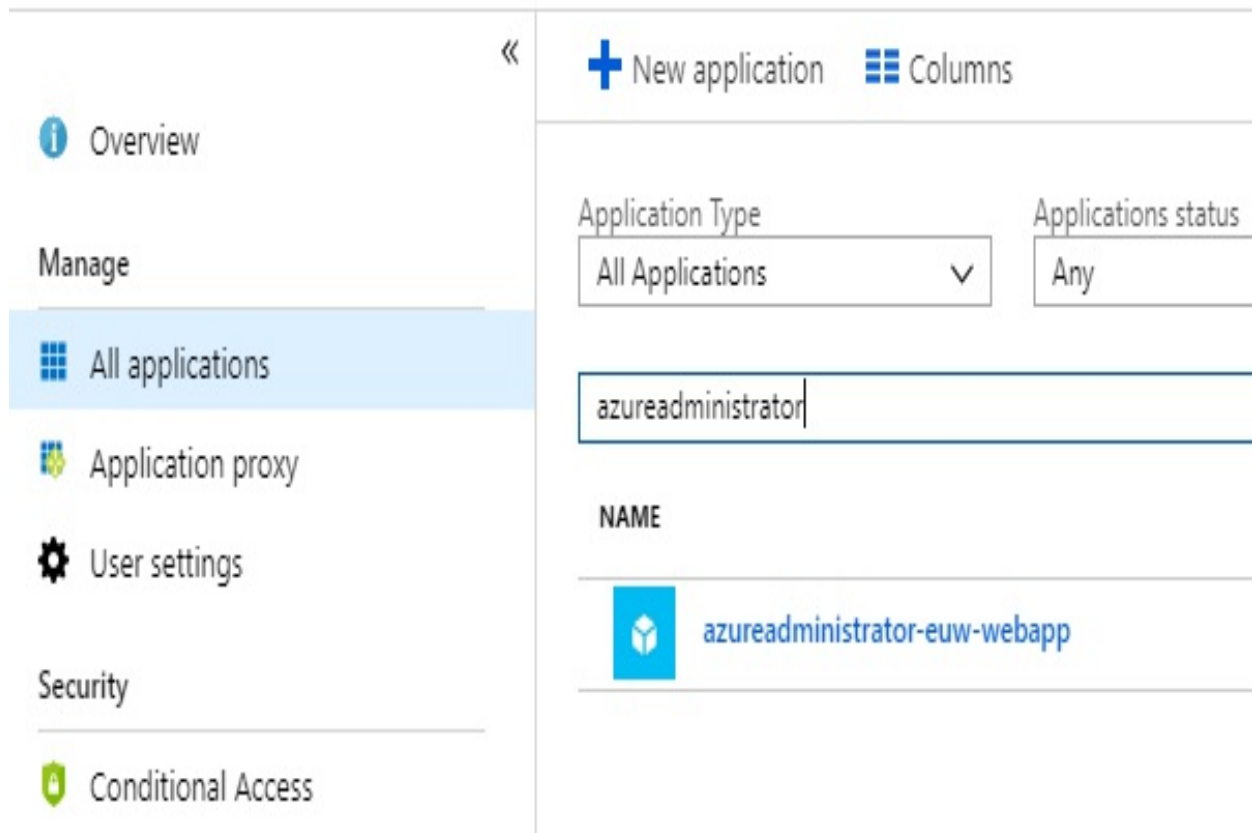 «
Overview
Manage
All applications
Application proxy
User settings
Security
Conditional Access
New application Columns
Application Type Applications status
All Applications Any
azureadministrator
NAME
azureadministrator-euw-webapp